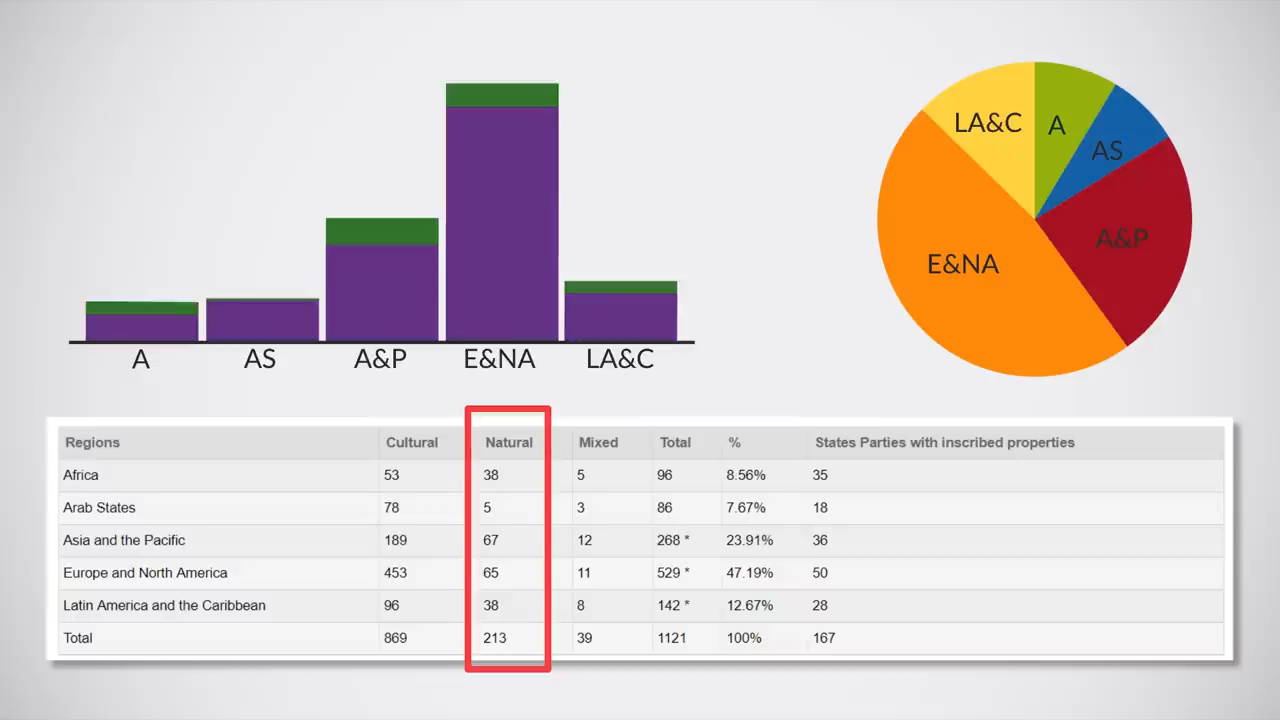 LA&C
A
AS
A&P
E&NA
A AS A&P E&NA LA&C
Regions Cultural Natural Mixed Total % States Parties with inscribed properties
Africa 53 38 5 96 8.56% 35
Arab States 78 5 3 86 7.67% 18
Asia and the Pacific 189 67 12 268 * 23.91% 36
Europe and North America 453 65 11 529 * 47.19% 50
Latin America and the Caribbean 96 38 8 142 * 12.67% 28
Total 869 213 39 1121 100% 167